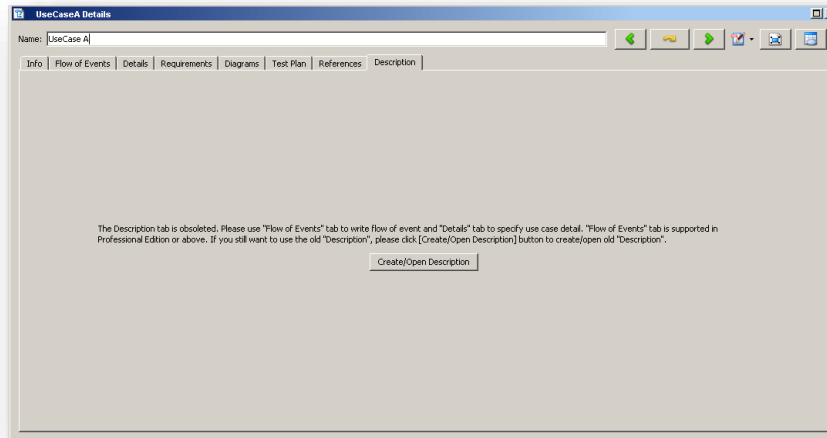 UseCaseA Details
Name: UseCase A
Info Flow of Events Details Requirements Diagrams Test Plan References Description
The Description tab is obsoleted. Please use "Flow of Events" tab to write flow of event and "Details" tab to specify use case detail. "Flow of Events" tab is supported in
Professional Edition or above. If you still want to use the old "Description", please click [Create/Open Description] button to create/open old "Description".
Create/Open Description